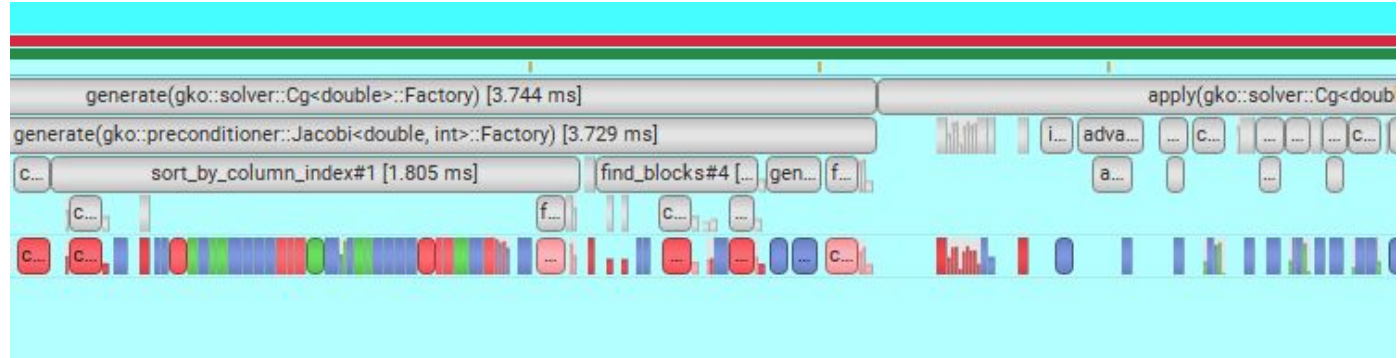 generate(gko::solver::Cg<double>::Factory) [3.744 ms] apply(gko::solver::Cg<doub
generate(gko::preconditioner::Jacobi<double, int>::Factory) [3.729 ms] i... adva... ... c... ... ... ... c...
c... sort_by_column_index#1 [1.805 ms] find_blocks#4 [... gen... f... a... ...
c... f... c... ...
c... c... ... ... ... ... c...